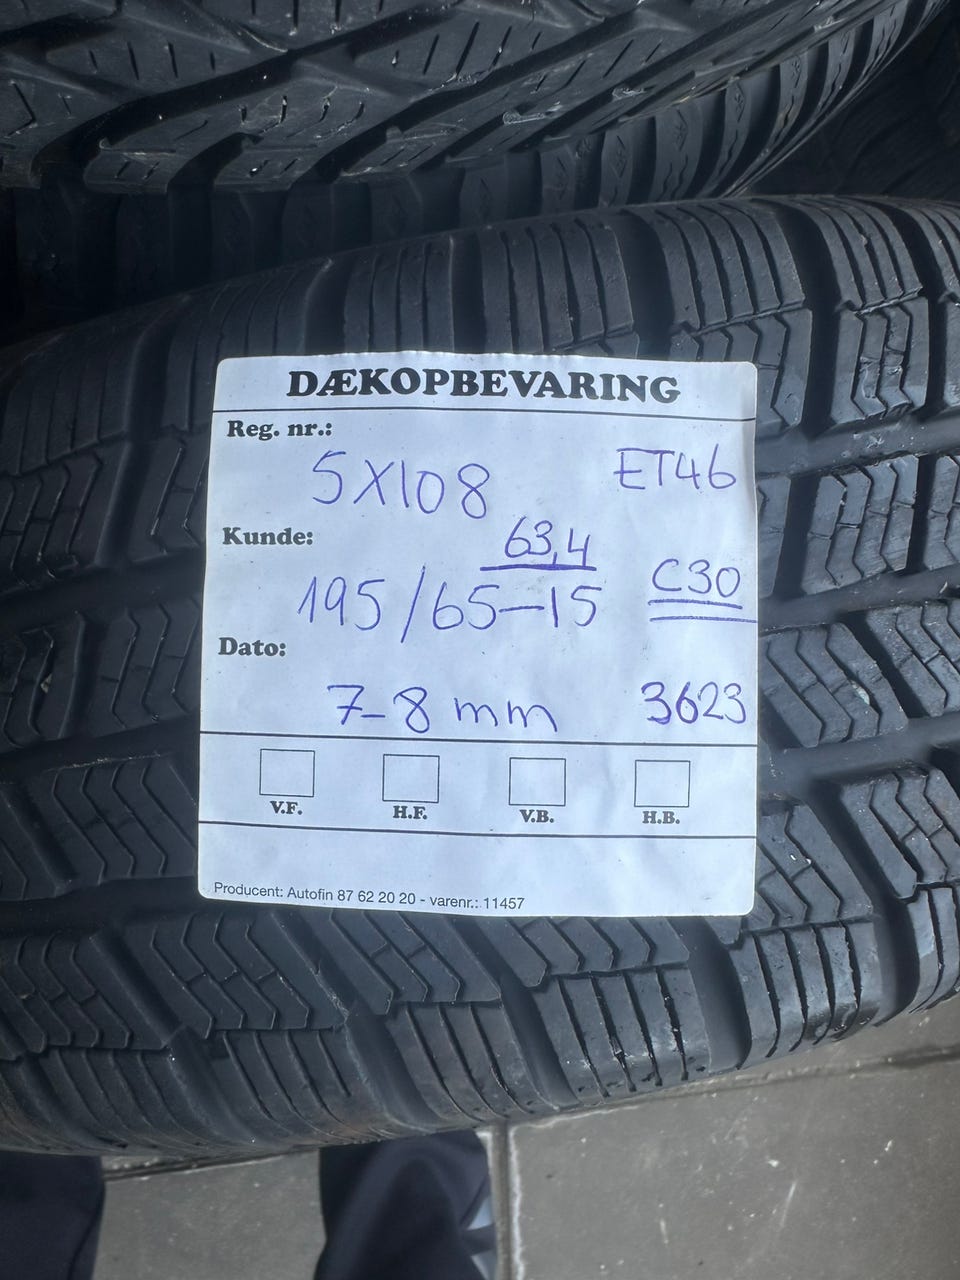 DÆKOPBEVARING
Reg. nr.:
5X108 ET46
Kunde:
63,4
195/65-15 C30
Dato:
7-8 mm 3623
V.F. H.F. V.B. H.B.
Producent: Autofin 87 62 20 20 - varenr.: 11457